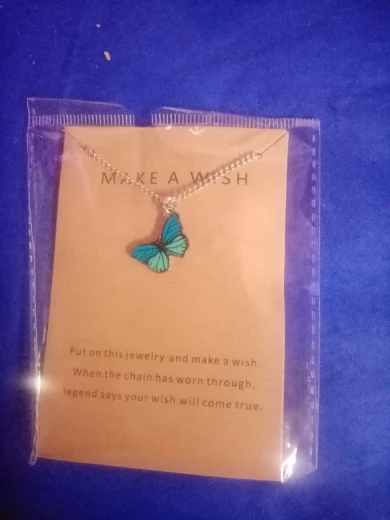 MAKE A WISH
Put on this jewelry and make a wish.
When the chain has worn through,
legend says your wish will come true.